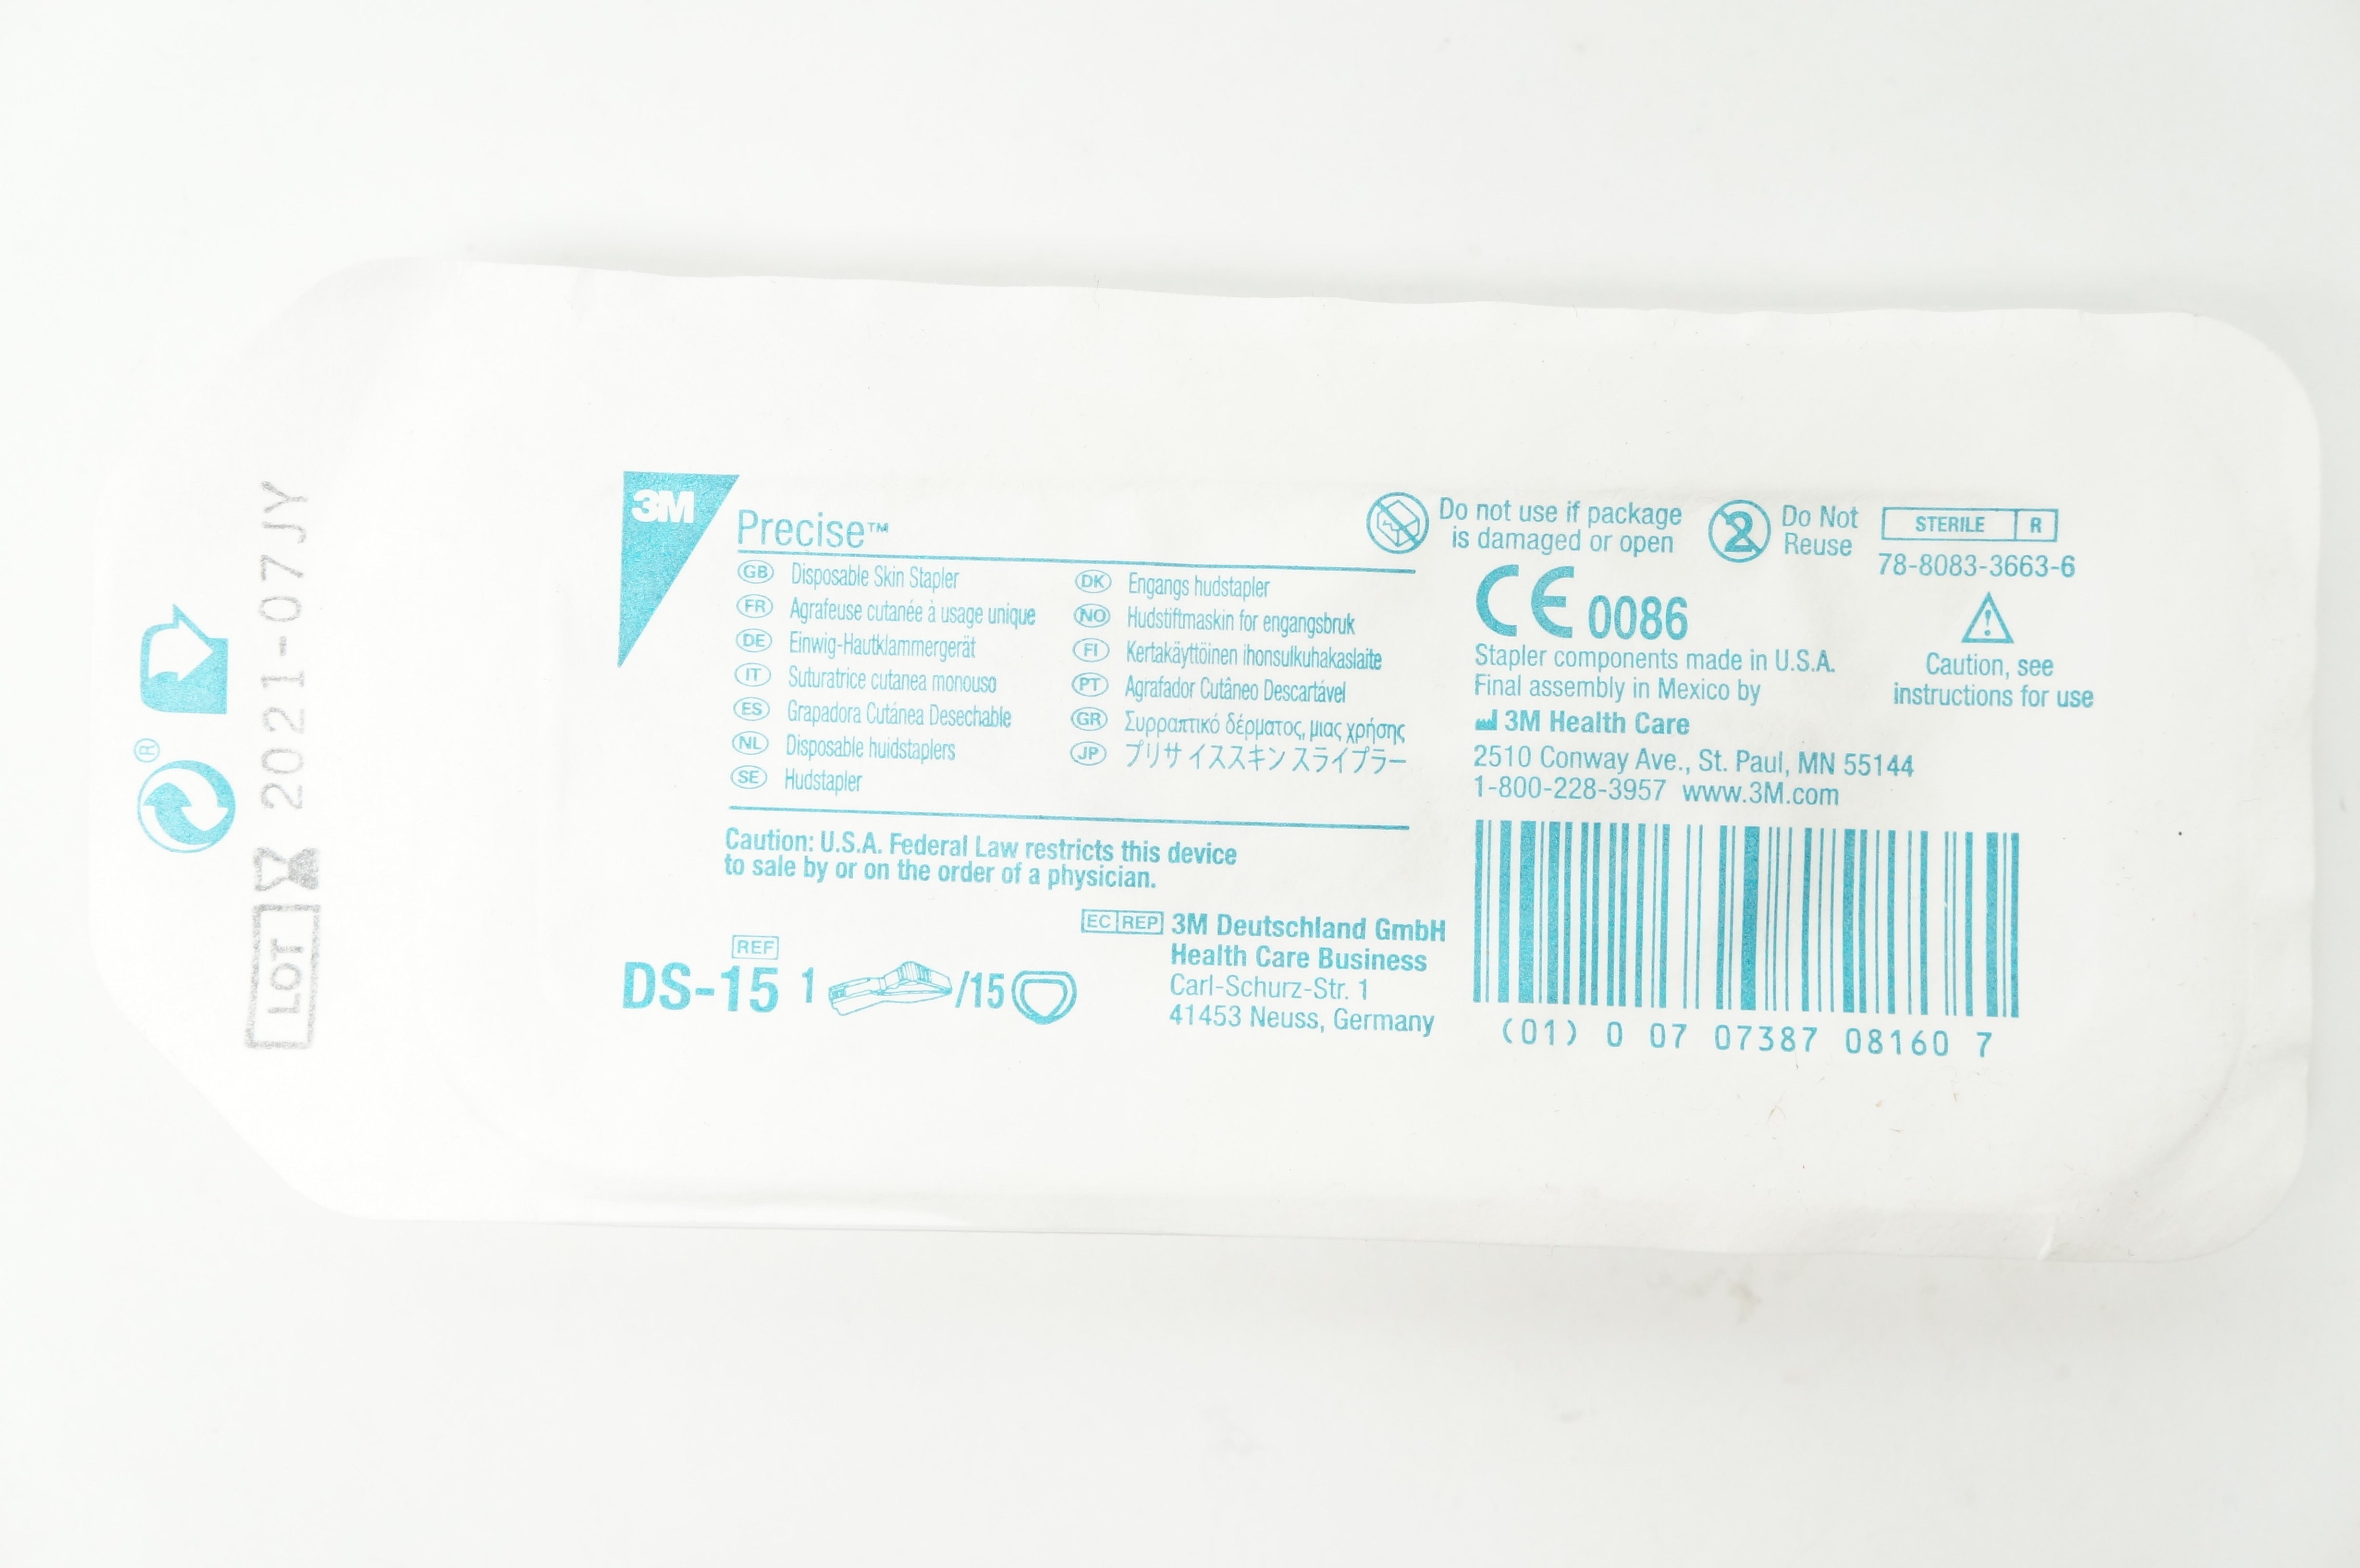 3M
Precise™
GB Disposable Skin Stapler
FR Agrafeuse cutanée à usage unique
DE Einwig-Hautklammergerät
IT Suturatrice cutanea monouso
ES Grapadora Cutánea Desechable
NL Disposable huidstaplers
SE Hudstapler
DK Engangs hudstapler
NO Hudstiftmaskin for engangsbruk
FI Kertakäyttöinen ihonsulkuhakaslaite
PT Agrafador Cutâneo Descartável
GR Συρραπτικό δέρματος, μιας χρήσης
JP プリサイススキンスライプラー
Caution: U.S.A. Federal Law restricts this device
to sale by or on the order of a physician.
REF
DS-15 1 /15
EC REP 3M Deutschland GmbH
Health Care Business
Carl-Schurz-Str. 1
41453 Neuss, Germany
Do not use if package
is damaged or open
2 Do Not
Reuse
STERILE R
78-8083-3663-6
CE 0086
Stapler components made in U.S.A.
Final assembly in Mexico by
3M Health Care
2510 Conway Ave., St. Paul, MN 55144
1-800-228-3957 www.3M.com
! Caution, see
instructions for use
(01) 0 07 07387 08160 7
LOT 2021-07JY
®